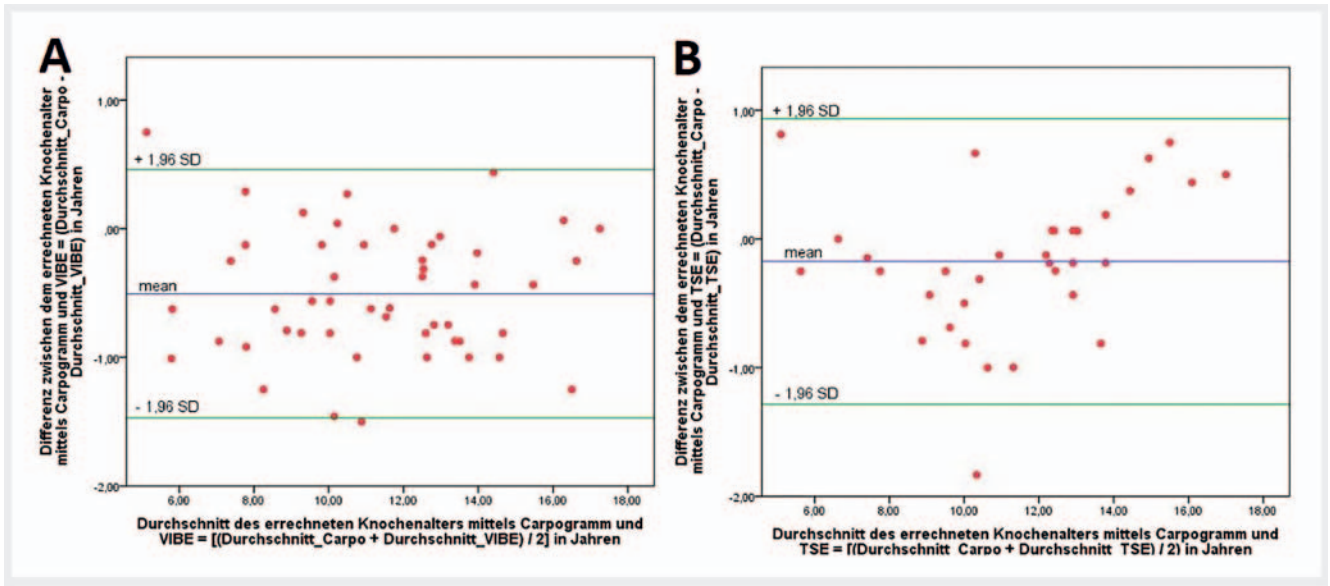 A
Differenz zwischen dem errechneten Knochenalter
mittels Carpogramm und VIBE = (Durchschnitt_Carpo -
Durchschnitt_VIBE) in Jahren
1,00
,00
-1,00
-2,00
+ 1,96 SD
mean
- 1,96 SD
6,00 8,00 10,00 12,00 14,00 16,00 18,00
Durchschnitt des errechneten Knochenalters mittels Carpogramm und
VIBE = [(Durchschnitt_Carpo + Durchschnitt_VIBE) / 2] in Jahren
B
Differenz zwischen dem errechneten Knochenalter
mittels Carpogramm und TSE = (Durchschnitt_Carpo -
Durchschnitt_TSE) in Jahren
1,00
,00
-1,00
-2,00
+ 1,96 SD
mean
- 1,96 SD
6,00 8,00 10,00 12,00 14,00 16,00 18,00
Durchschnitt des errechneten Knochenalters mittels Carpogramm und
TSE = [(Durchschnitt_Carpo + Durchschnitt_TSE) / 2) in Jahren